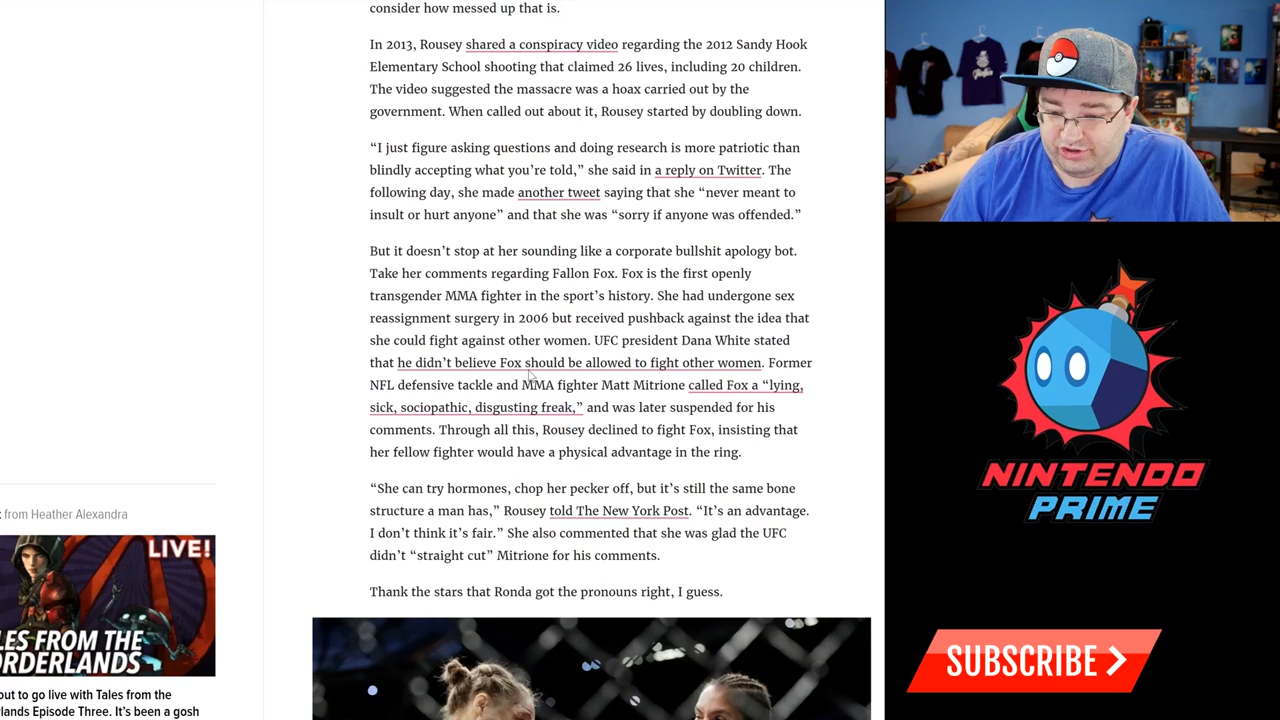 consider how messed up that is.
In 2013, Rousey shared a conspiracy video regarding the 2012 Sandy Hook
Elementary School shooting that claimed 26 lives, including 20 children.
The video suggested the massacre was a hoax carried out by the
government. When called out about it, Rousey started by doubling down.
“I just figure asking questions and doing research is more patriotic than
blindly accepting what you’re told,” she said in a reply on Twitter. The
following day, she made another tweet saying that she “never meant to
insult or hurt anyone” and that she was “sorry if anyone was offended.”
But it doesn’t stop at her sounding like a corporate bullshit apology bot.
Take her comments regarding Fallon Fox. Fox is the first openly
transgender MMA fighter in the sport’s history. She had undergone sex
reassignment surgery in 2006 but received pushback against the idea that
she could fight against other women. UFC president Dana White stated
that he didn’t believe Fox should be allowed to fight other women. Former
NFL defensive tackle and MMA fighter Matt Mitrione called Fox a “lying,
sick, sociopathic, disgusting freak,” and was later suspended for his
comments. Through all this, Rousey declined to fight Fox, insisting that
her fellow fighter would have a physical advantage in the ring.
“She can try hormones, chop her pecker off, but it’s still the same bone
structure a man has,” Rousey told The New York Post. “It’s an advantage.
I don’t think it’s fair.” She also commented that she was glad the UFC
didn’t “straight cut” Mitrione for his comments.
Thank the stars that Ronda got the pronouns right, I guess.
from Heather Alexandra
LIVE!
LES FROM THE
ORDERLANDS
out to go live with Tales from the
lands Episode Three. It’s been a gosh
NINTENDO
PRIME
SUBSCRIBE